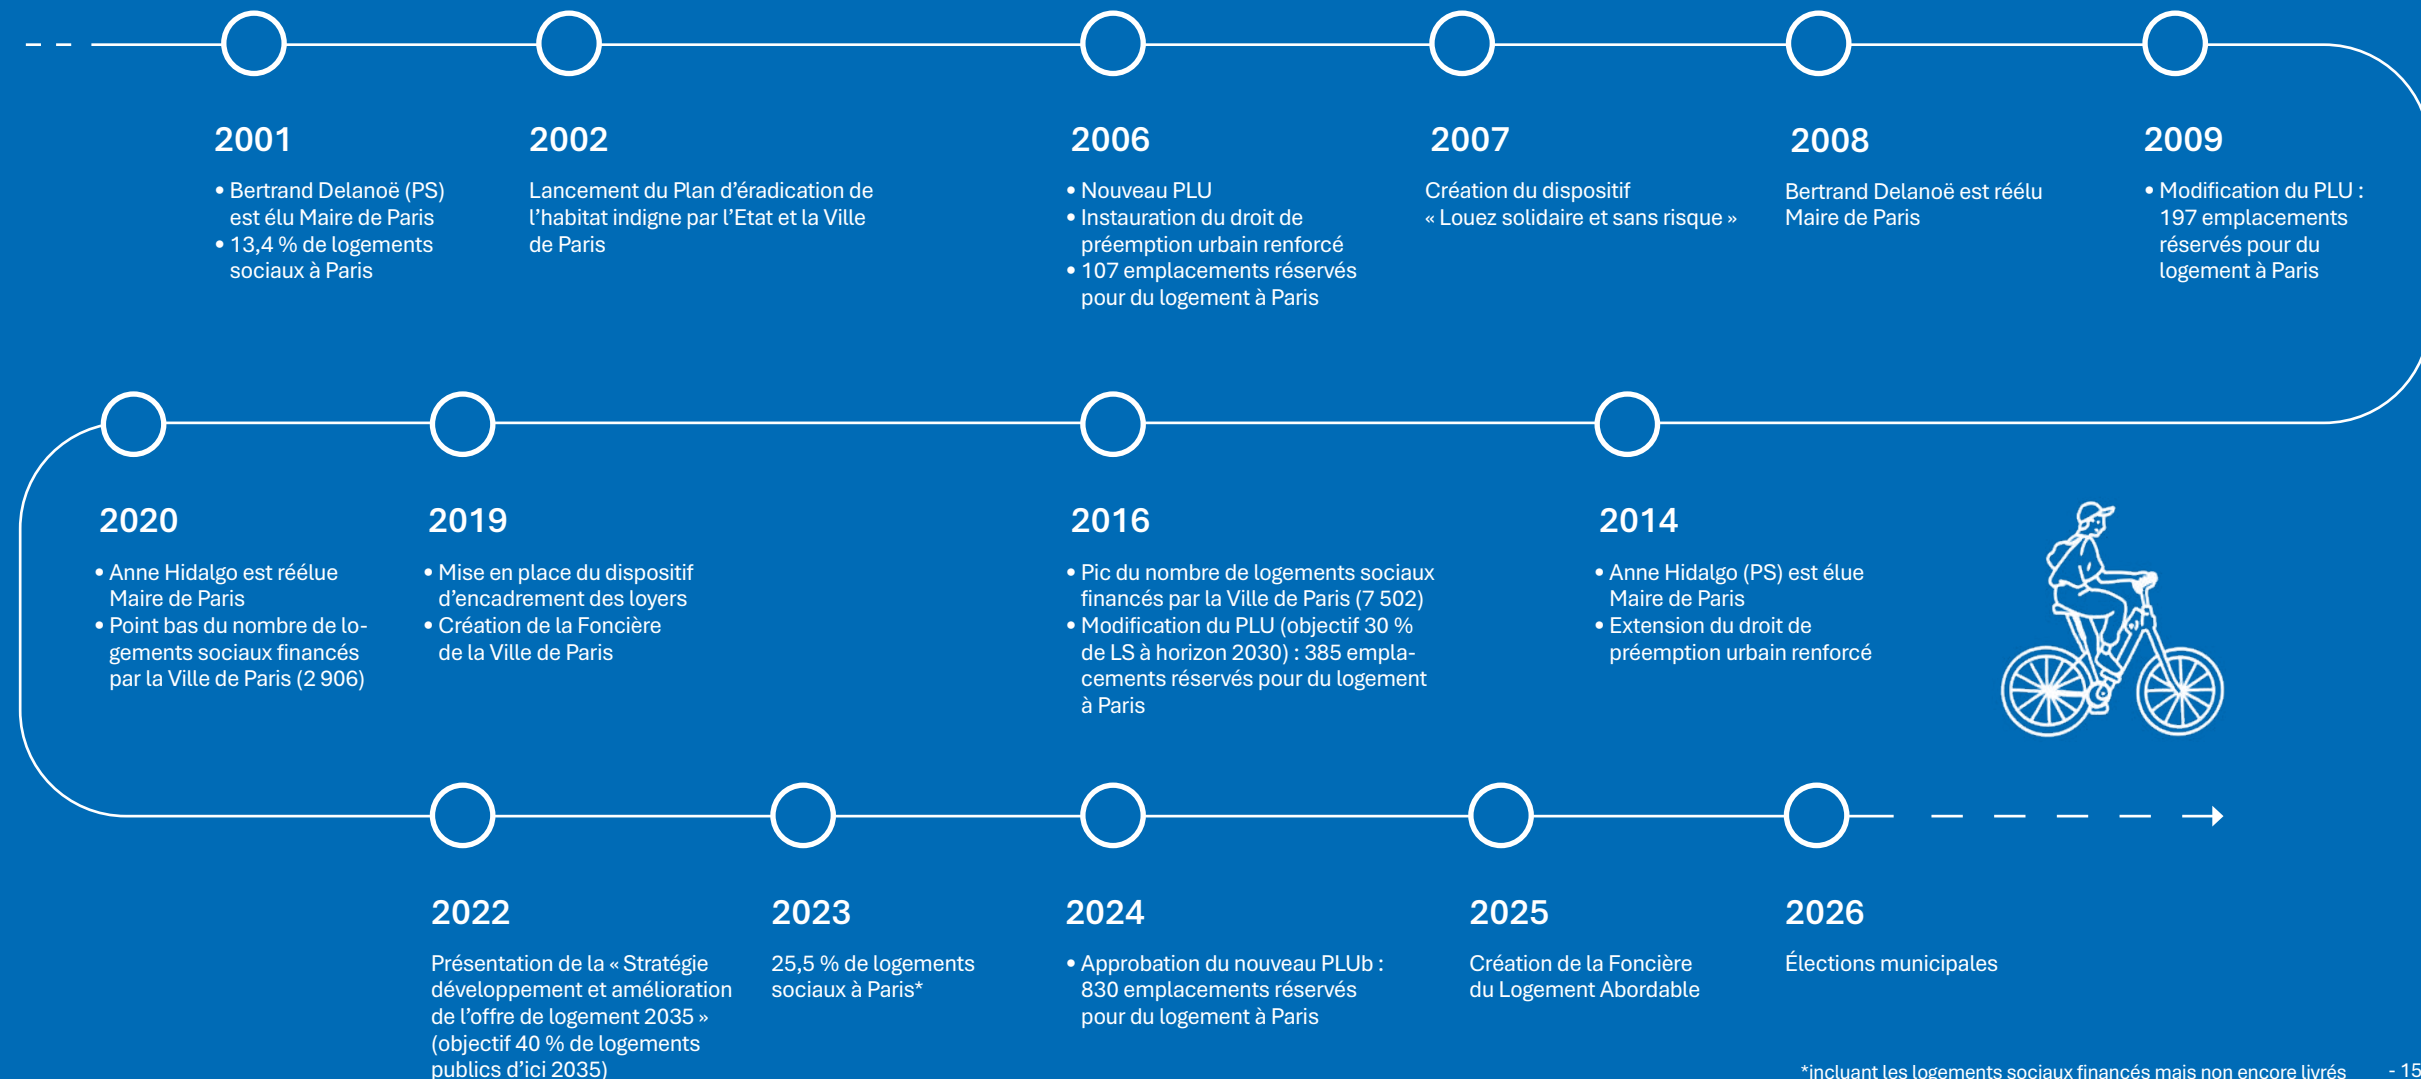 2001
• Bertrand Delanoë (PS)
est élu Maire de Paris
• 13,4 % de logements
sociaux à Paris
2002
Lancement du Plan d’éradication de
l’habitat indigne par l’Etat et la Ville
de Paris
2006
• Nouveau PLU
• Instauration du droit de
préemption urbain renforcé
• 107 emplacements réservés
pour du logement à Paris
2007
Création du dispositif
« Louez solidaire et sans risque »
2008
Bertrand Delanoë est réélu
Maire de Paris
2009
• Modification du PLU :
197 emplacements
réservés pour du
logement à Paris
2014
• Anne Hidalgo (PS) est élue
Maire de Paris
• Extension du droit de
préemption urbain renforcé
2016
• Pic du nombre de logements sociaux
financés par la Ville de Paris (7 502)
• Modification du PLU (objectif 30 %
de LS à horizon 2030) : 385 empla-
cements réservés pour du logement
à Paris
2019
• Mise en place du dispositif
d’encadrement des loyers
• Création de la Foncière
de la Ville de Paris
2020
• Anne Hidalgo est réélue
Maire de Paris
• Point bas du nombre de lo-
gements sociaux financés
par la Ville de Paris (2 906)
2022
Présentation de la « Stratégie
développement et amélioration
de l’offre de logement 2035 »
(objectif 40 % de logements
publics d’ici 2035)
2023
25,5 % de logements
sociaux à Paris*
2024
• Approbation du nouveau PLUb :
830 emplacements réservés
pour du logement à Paris
2025
Création de la Foncière
du Logement Abordable
2026
Élections municipales
*incluant les logements sociaux financés mais non encore livrés
- 15